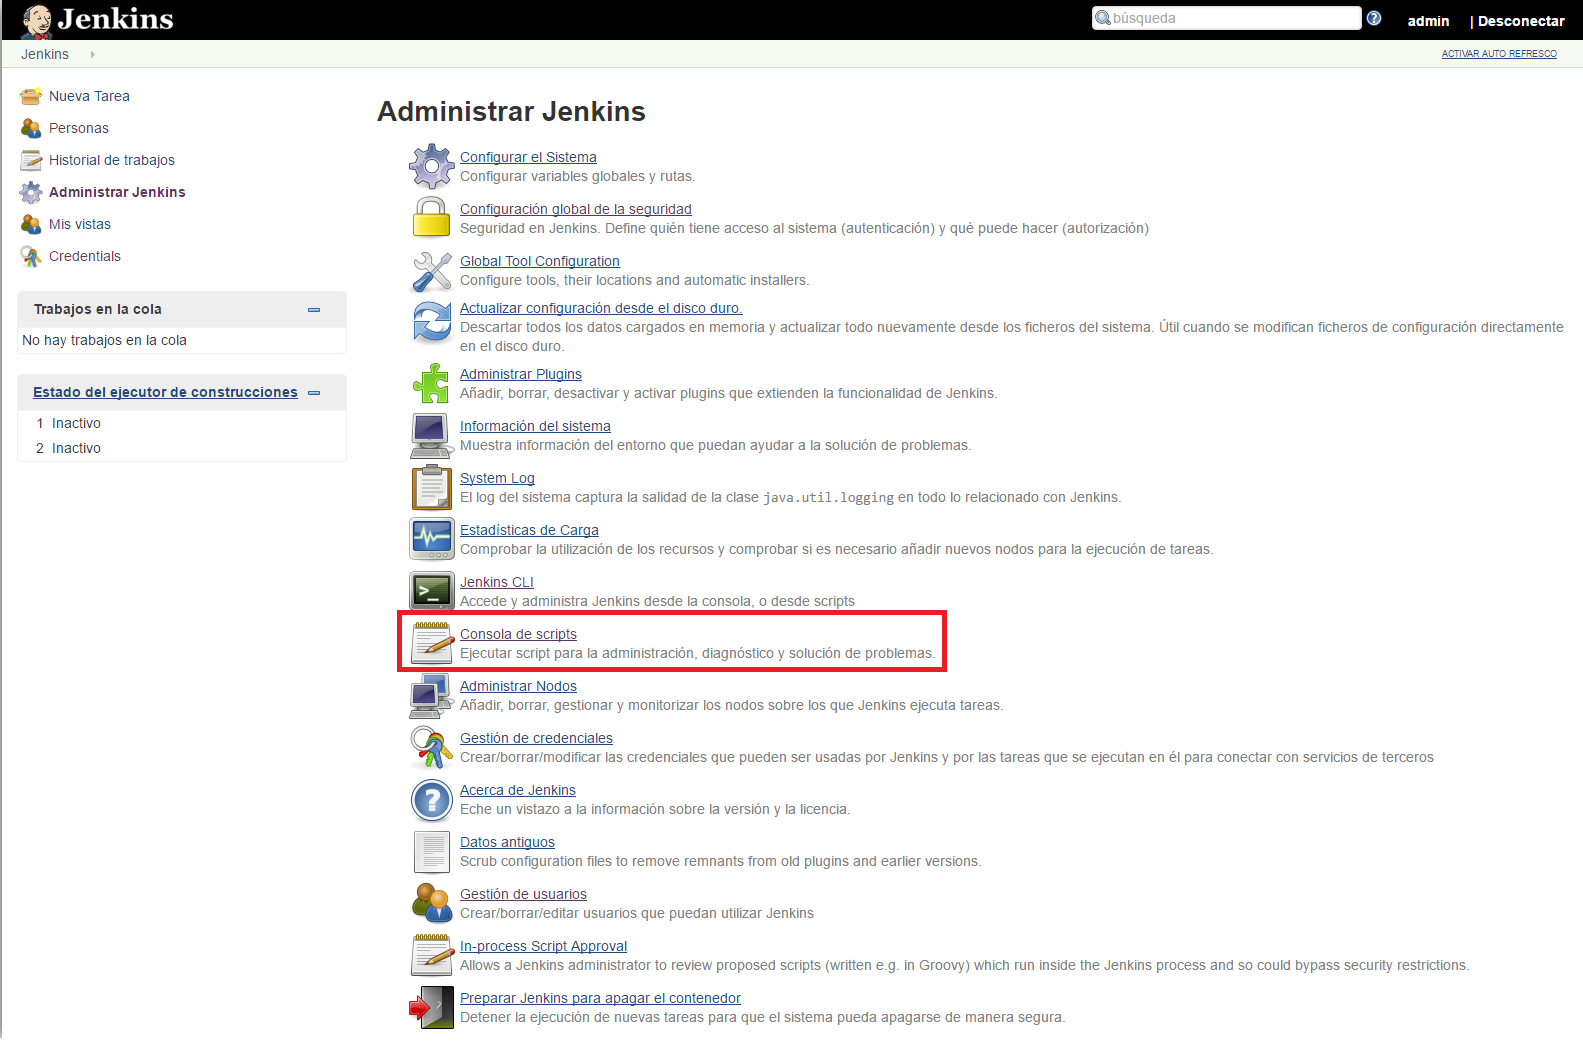 Jenkins
búsqueda
admin
| Desconectar
Jenkins
ACTIVAR AUTO REFRESCO
Nueva Tarea
Personas
Historial de trabajos
Administrar Jenkins
Mis vistas
Credentials
Trabajos en la cola
No hay trabajos en la cola
Estado del ejecutor de construcciones
1 Inactivo
2 Inactivo
Administrar Jenkins
Configurar el Sistema
Configurar variables globales y rutas.
Configuración global de la seguridad
Seguridad en Jenkins. Define quién tiene acceso al sistema (autenticación) y qué puede hacer (autorización)
Global Tool Configuration
Configure tools, their locations and automatic installers.
Actualizar configuración desde el disco duro.
Descartar todos los datos cargados en memoria y actualizar todo nuevamente desde los ficheros del sistema. Útil cuando se modifican ficheros de configuración directamente
en el disco duro.
Administrar Plugins
Añadir, borrar, desactivar y activar plugins que extienden la funcionalidad de Jenkins.
Información del sistema
Muestra información del entorno que puedan ayudar a la solución de problemas.
System Log
El log del sistema captura la salida de la clase java.util.logging en todo lo relacionado con Jenkins.
Estadísticas de Carga
Comprobar la utilización de los recursos y comprobar si es necesario añadir nuevos nodos para la ejecución de tareas.
Jenkins CLI
Accede y administra Jenkins desde la consola, o desde scripts
Consola de scripts
Ejecutar script para la administración, diagnóstico y solución de problemas.
Administrar Nodos
Añadir, borrar, gestionar y monitorizar los nodos sobre los que Jenkins ejecuta tareas.
Gestión de credenciales
Crear/borrar/modificar las credenciales que pueden ser usadas por Jenkins y por las tareas que se ejecutan en él para conectar con servicios de terceros
Acerca de Jenkins
Eche un vistazo a la información sobre la versión y la licencia.
Datos antiguos
Scrub configuration files to remove remnants from old plugins and earlier versions.
Gestión de usuarios
Crear/borrar/editar usuarios que puedan utilizar Jenkins
In-process Script Approval
Allows a Jenkins administrator to review proposed scripts (written e.g. in Groovy) which run inside the Jenkins process and so could bypass security restrictions.
Preparar Jenkins para apagar el contenedor
Detener la ejecución de nuevas tareas para que el sistema pueda apagarse de manera segura.